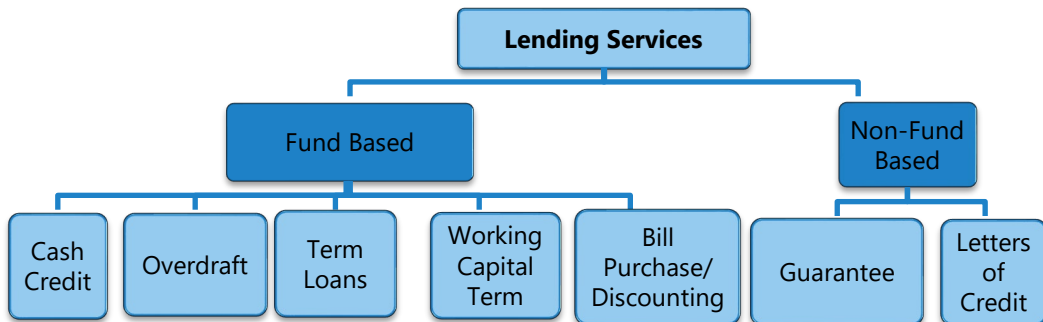 Lending Services
Fund Based
Non-Fund
Based
Cash
Credit
Overdraft
Term
Loans
Working
Capital
Term
Bill
Purchase/
Discounting
Guarantee
Letters
of
Credit